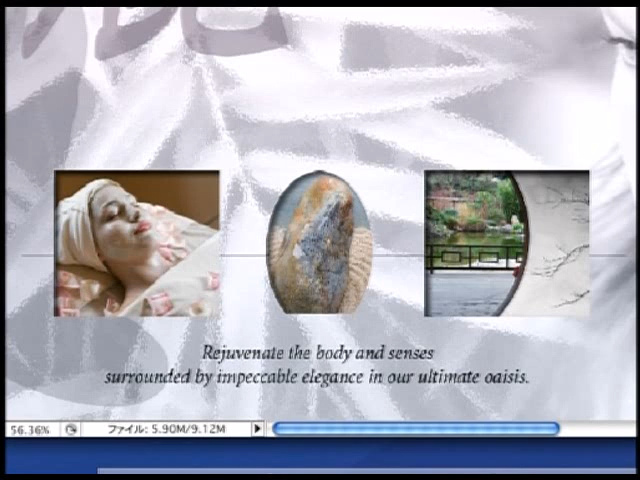 Rejuvenate the body and senses
surrounded by impeccable elegance in our ultimate oaisis.
56.36%
ファイル: 5.90M/9.12M